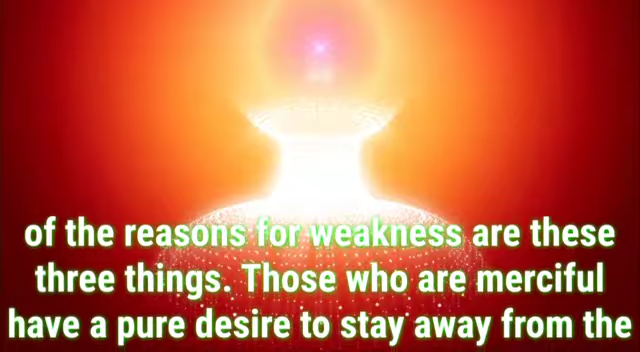 of the reasons for weakness are these
three things. Those who are merciful
have a pure desire to stay away from the